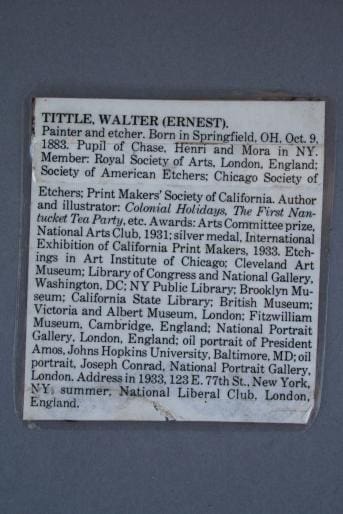 TITTLE, WALTER (ERNEST).
Painter and etcher. Born in Springfield, OH, Oct. 9,
1883. Pupil of Chase, Henri and Mora in NY.
Member: Royal Society of Arts, London, England;
Society of American Etchers; Chicago Society of
Etchers; Print Makers' Society of California. Author
and illustrator: Colonial Holidays, The First Nan-
tucket Tea Party, etc. Awards: Arts Committee prize,
National Arts Club, 1931; silver medal, International
Exhibition of California Print Makers, 1933. Etch-
ings in Art Institute of Chicago; Cleveland Art
Museum; Library of Congress and National Gallery,
Washington, DC; NY Public Library; Brooklyn Mu-
seum; California State Library; British Museum;
Victoria and Albert Museum, London; Fitzwilliam
Museum, Cambridge, England; National Portrait
Gallery, London, England; oil portrait of President
Amos, Johns Hopkins University, Baltimore, MD; oil
portrait, Joseph Conrad, National Portrait Gallery,
London. Address in 1933, 123 E. 77th St., New York,
NY; summer, National Liberal Club, London,
England.